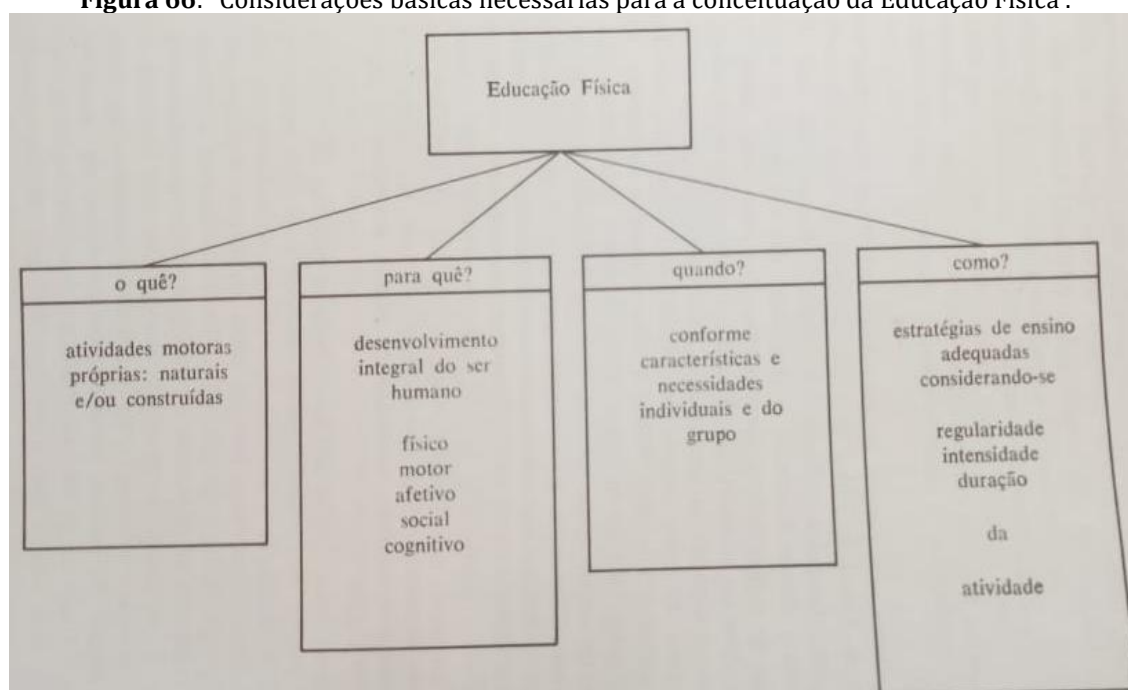 Figura 66. "Considerações básicas necessárias para a conceituação da Educação Física".
Educação Física
o quê?
atividades motoras
próprias: naturais
e/ou construídas
para quê?
desenvolvimento
integral do ser
humano
físico
motor
afetivo
social
cognitivo
quando?
conforme
características e
necessidades
individuais e do
grupo
como?
estratégias de ensino
adequadas
considerando-se
regularidade
intensidade
duração
da
atividade